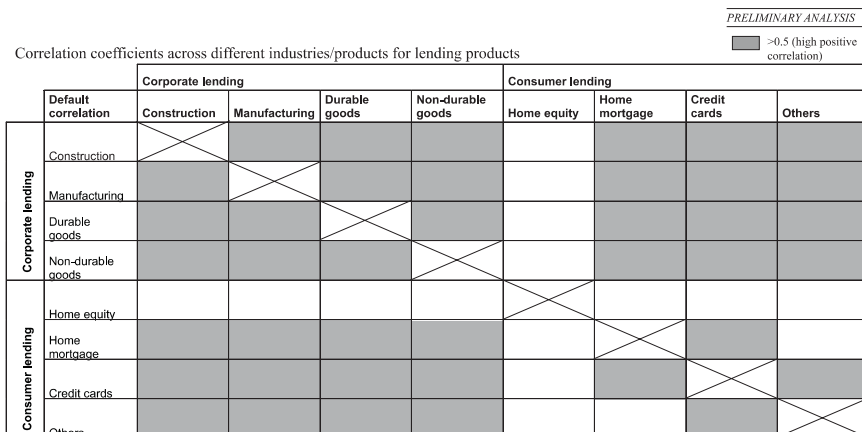 PRELIMINARY ANALYSIS
>0.5 (high positive
correlation)
Correlation coefficients across different industries/products for lending products
Corporate lending
Consumer lending
Default
correlation
Construction
Manufacturing
Durable
goods
Non-durable
goods
Home equity
Home
mortgage
Credit
cards
Others
Corporate lending
Construction
Manufacturing
Durable
goods
Non-durable
goods
Consumer lending
Home equity
Home
mortgage
Credit cards
Others